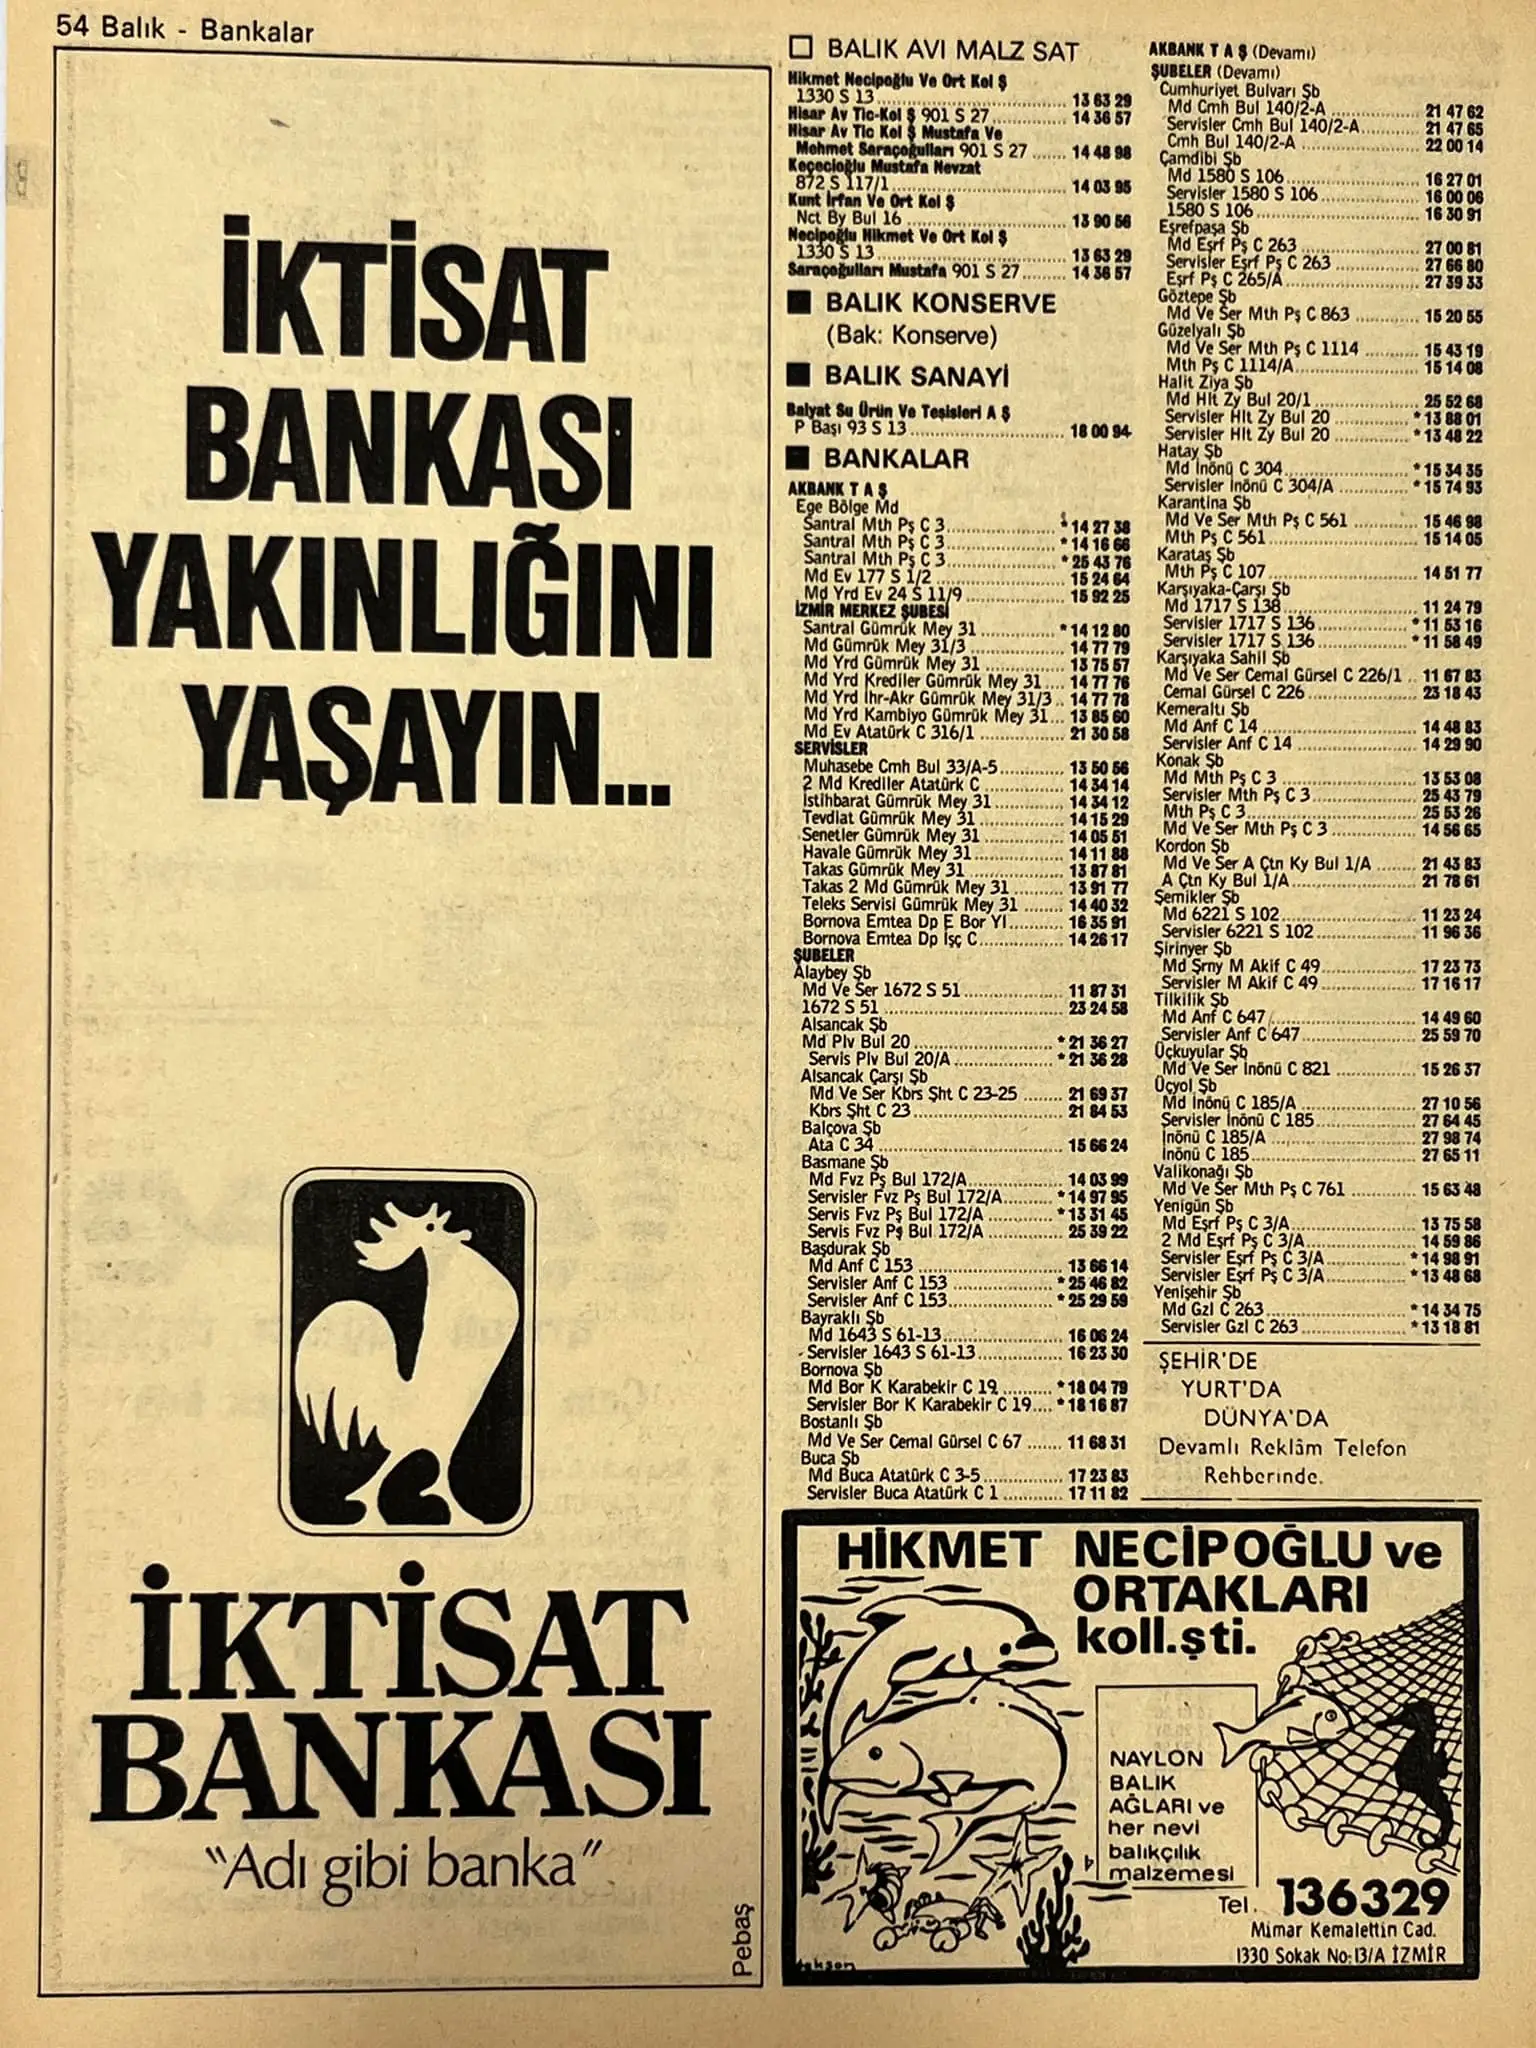 54 Balık - Bankalar
İKTİSAT
BANKASI
YAKINLIĞINI
YAŞAYIN...
İKTİSAT
BANKASI
"Adı gibi banka"
Pebaş
BALIK AVI MALZ SAT
Hikmet Necipoğlu Ve Ort Kol Ş
1330 S 13 13 63 29
Hisar Av Tic-Kol Ş 901 S 27 14 36 57
Hisar Av Tic Kol Ş Mustafa Ve
Mehmet Saraçoğulları 901 S 27 14 48 98
Keçecioğlu Mustafa Nevzat
872 S 117/1 14 03 95
Kunt İrfan Ve Ort Kol Ş
Nct By Bul 16 13 90 56
Necipoğlu Hikmet Ve Ort Kol Ş
1330 S 13 13 63 29
Saraçoğulları Mustafa 901 S 27 14 36 57
BALIK KONSERVE
(Bak: Konserve)
BALIK SANAYİ
Balyat Su Ürün Ve Tesisleri A Ş
P Başı 93 S 13 18 00 94
BANKALAR
AKBANK T A Ş
Ege Bölge Md
Santral Mth Pş C 3 *14 27 38
Santral Mth Pş C 3 *14 16 66
Santral Mth Pş C 3 *25 43 76
Md Ev 177 S 1/2 15 24 64
Md Yrd Ev 24 S 11/9 15 92 25
İZMİR MERKEZ ŞUBESİ
Santral Gümrük Mey 31 *14 12 80
Md Gümrük Mey 31/3 14 77 79
Md Yrd Gümrük Mey 31 13 75 57
Md Yrd Krediler Gümrük Mey 31 14 77 76
Md Yrd İhr-Akr Gümrük Mey 31/3 14 77 78
Md Yrd Kambiyo Gümrük Mey 31 13 85 60
Md Ev Atatürk C 316/1 21 30 58
SERVİSLER
Muhasebe Cmh Bul 33/A-5 13 50 56
2 Md Krediler Atatürk C 14 34 14
İstihbarat Gümrük Mey 31 14 34 12
Tevdiat Gümrük Mey 31 14 15 29
Senetler Gümrük Mey 31 14 05 51
Havale Gümrük Mey 31 14 11 88
Takas Gümrük Mey 31 13 87 81
Takas 2 Md Gümrük Mey 31 13 91 77
Teleks Servisi Gümrük Mey 31 14 40 32
Bornova Emtea Dp E Bor Yl 16 35 91
Bornova Emtea Dp İşç C 14 26 17
ŞUBELER
Alaybey Şb
Md Ve Ser 1672 S 51 11 87 31
1672 S 51 23 24 58
Alsancak Şb
Md Plv Bul 20 *21 36 27
Servis Plv Bul 20/A *21 36 28
Alsancak Çarşı Şb
Md Ve Ser Kbrs Şht C 23-25 21 69 37
Kbrs Şht C 23 21 84 53
Balçova Şb
Ata C 34 15 66 24
Basmane Şb
Md Fvz Pş Bul 172/A 14 03 99
Servisler Fvz Pş Bul 172/A *14 97 95
Servis Fvz Pş Bul 172/A *13 31 45
Servis Fvz Pş Bul 172/A 25 39 22
Başdurak Şb
Md Anf C 153 13 66 14
Servisler Anf C 153 *25 46 82
Servisler Anf C 153 *25 29 59
Bayraklı Şb
Md 1643 S 61-13 16 06 24
Servisler 1643 S 61-13 16 23 30
Bornova Şb
Md Bor K Karabekir C 19 *18 04 79
Servisler Bor K Karabekir C 19 *18 16 87
Bostanlı Şb
Md Ve Ser Cemal Gürsel C 67 11 68 31
Buca Şb
Md Buca Atatürk C 3-5 17 23 83
Servisler Buca Atatürk C 1 17 11 82
AKBANK T A Ş (Devamı)
ŞUBELER (Devamı)
Cumhuriyet Bulvarı Şb
Md Cmh Bul 140/2-A 21 47 62
Servisler Cmh Bul 140/2-A 21 47 65
Cmh Bul 140/2-A 22 00 14
Çamdibi Şb
Md 1580 S 106 16 27 01
Servisler 1580 S 106 16 00 06
1580 S 106 16 30 91
Eşrefpaşa Şb
Md Eşrf Pş C 263 27 00 81
Servisler Eşrf Pş C 263 27 66 80
Eşrf Pş C 265/A 27 39 33
Göztepe Şb
Md Ve Ser Mth Pş C 863 15 20 55
Güzelyalı Şb
Md Ve Ser Mth Pş C 1114 15 43 19
Mth Pş C 1114/A 15 14 08
Halit Ziya Şb
Md Hlt Zy Bul 20/1 25 52 68
Servisler Hlt Zy Bul 20 *13 88 01
Servisler Hlt Zy Bul 20 *13 48 22
Hatay Şb
Md İnönü C 304 *15 34 35
Servisler İnönü C 304/A *15 74 93
Karantina Şb
Md Ve Ser Mth Pş C 561 15 46 98
Mth Pş C 561 15 14 05
Karataş Şb
Mth Pş C 107 14 51 77
Karşıyaka-Çarşı Şb
Md 1717 S 138 11 24 79
Servisler 1717 S 136 *11 53 16
Servisler 1717 S 136 *11 58 49
Karşıyaka Sahil Şb
Md Ve Ser Cemal Gürsel C 226/1 11 67 83
Cemal Gürsel C 226 23 18 43
Kemeraltı Şb
Md Anf C 14 14 48 83
Servisler Anf C 14 14 29 90
Konak Şb
Md Mth Pş C 3 13 53 08
Servisler Mth Pş C 3 25 43 79
Mth Pş C 3 25 53 26
Md Ve Ser Mth Pş C 3 14 56 65
Kordon Şb
Md Ve Ser A Çtn Ky Bul 1/A 21 43 83
A Çtn Ky Bul 1/A 21 78 61
Şemikler Şb
Md 6221 S 102 11 23 24
Servisler 6221 S 102 11 96 36
Şirinyer Şb
Md Şrny M Akif C 49 17 23 73
Servisler M Akif C 49 17 16 17
Tilkilik Şb
Md Anf C 647 14 49 60
Servisler Anf C 647 25 59 70
Üçkuyular Şb
Md Ve Ser İnönü C 821 15 26 37
Üçyol Şb
Md İnönü C 185/A 27 10 56
Servisler İnönü C 185 27 64 45
İnönü C 185/A 27 98 74
İnönü C 185 27 65 11
Valikonağı Şb
Md Ve Ser Mth Pş C 761 15 63 48
Yenigün Şb
Md Eşrf Pş C 3/A 13 75 58
2 Md Eşrf Pş C 3/A 14 59 86
Servisler Eşrf Pş C 3/A *14 98 91
Servisler Eşrf Pş C 3/A *13 48 68
Yenişehir Şb
Md Gzl C 263 *14 34 75
Servisler Gzl C 263 *13 18 81
ŞEHİR'DE
YURT'DA
DÜNYA'DA
Devamlı Reklâm Telefon
Rehberinde.
HİKMET NECİPOĞLU ve
ORTAKLARI
koll.şti.
NAYLON
BALIK
AĞLARI ve
her nevi
balıkçılık
malzemesi
Tel. 136329
Mimar Kemalettin Cad.
1330 Sokak No:13/A İZMİR